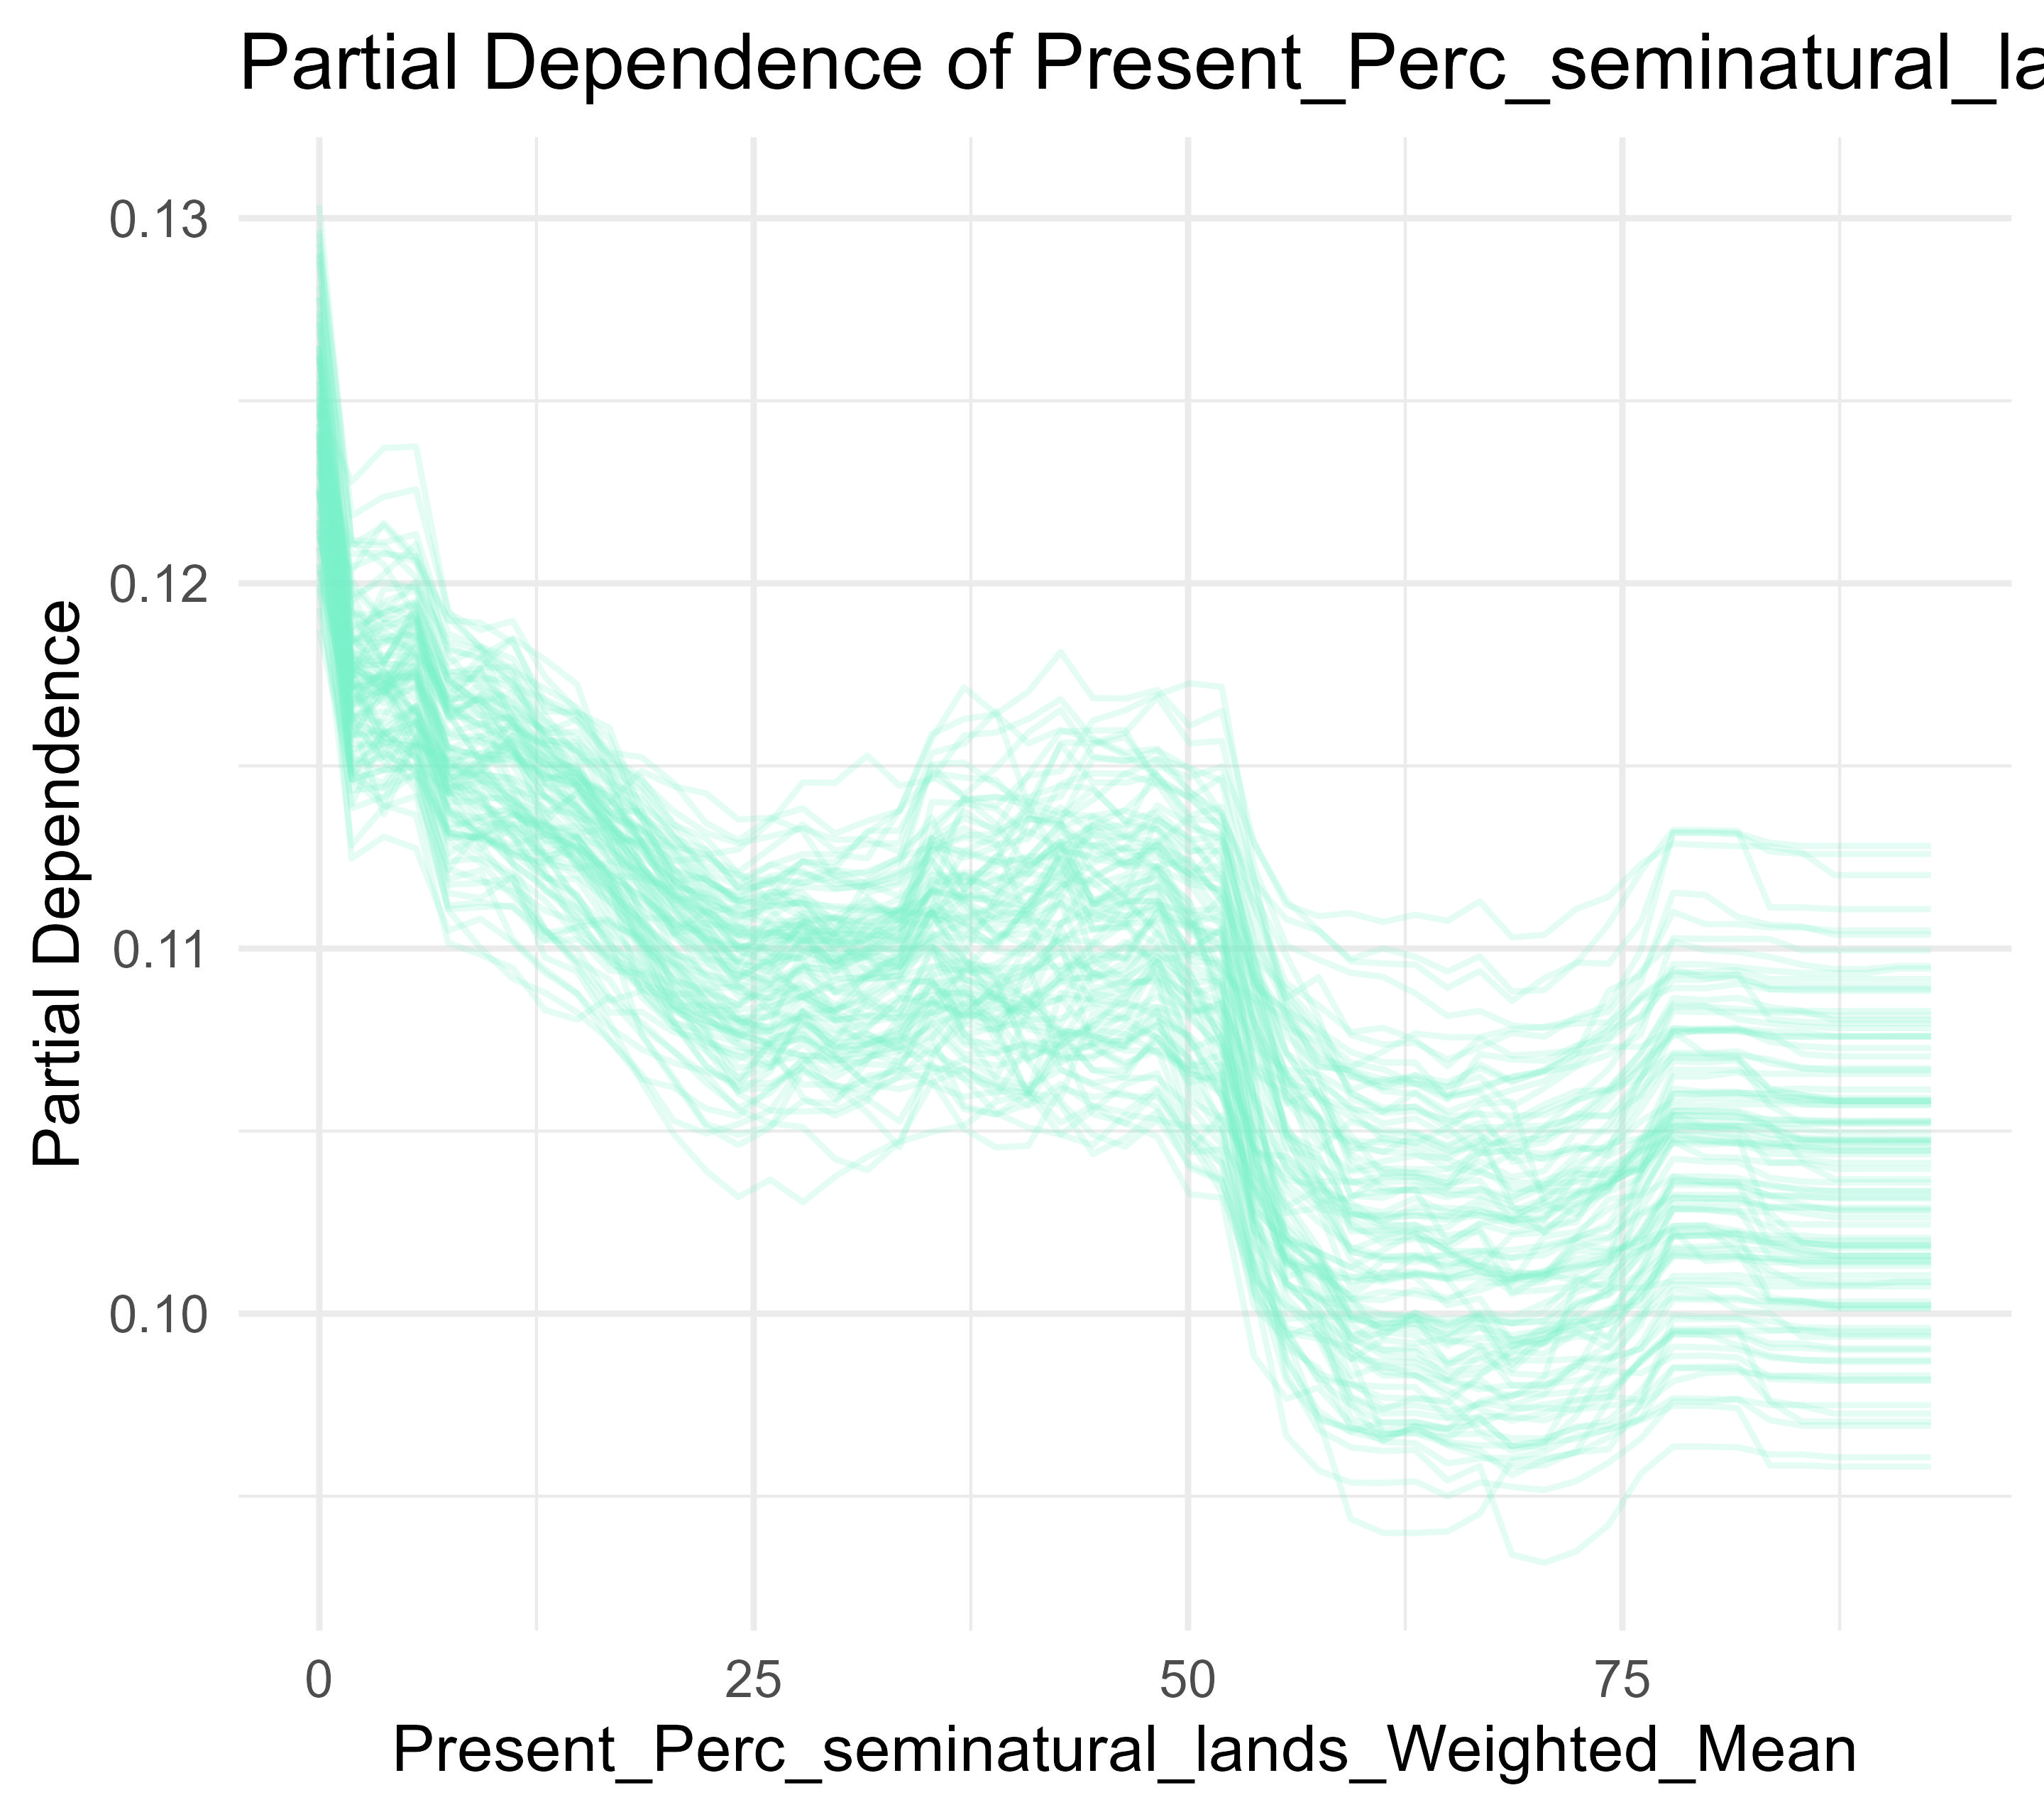 Partial Dependence of Present_Perc_seminatural_la
0.13
0.12
0.11
0.10
Partial Dependence
0 25 50 75
Present_Perc_seminatural_lands_Weighted_Mean